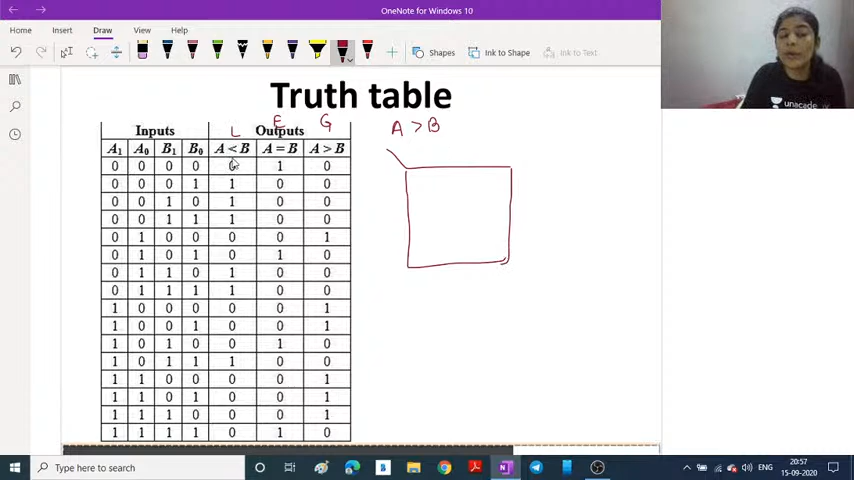 OneNote for Windows 10
Home Insert Draw View Help
Shapes Ink to Shape Ink to Text
Truth table
L E G
Inputs Outputs
A > B
A1 A0 B1 B0 A < B A = B A > B
0 0 0 0 0 1 0
0 0 0 1 1 0 0
0 0 1 0 1 0 0
0 0 1 1 1 0 0
0 1 0 0 0 0 1
0 1 0 1 0 1 0
0 1 1 0 1 0 0
0 1 1 1 1 0 0
1 0 0 0 0 0 1
1 0 0 1 0 0 1
1 0 1 0 0 1 0
1 0 1 1 1 0 0
1 1 0 0 0 0 1
1 1 0 1 0 0 1
1 1 1 0 0 0 1
1 1 1 1 0 1 0
unacade
Type here to search
ENG
20:57
15-09-2020